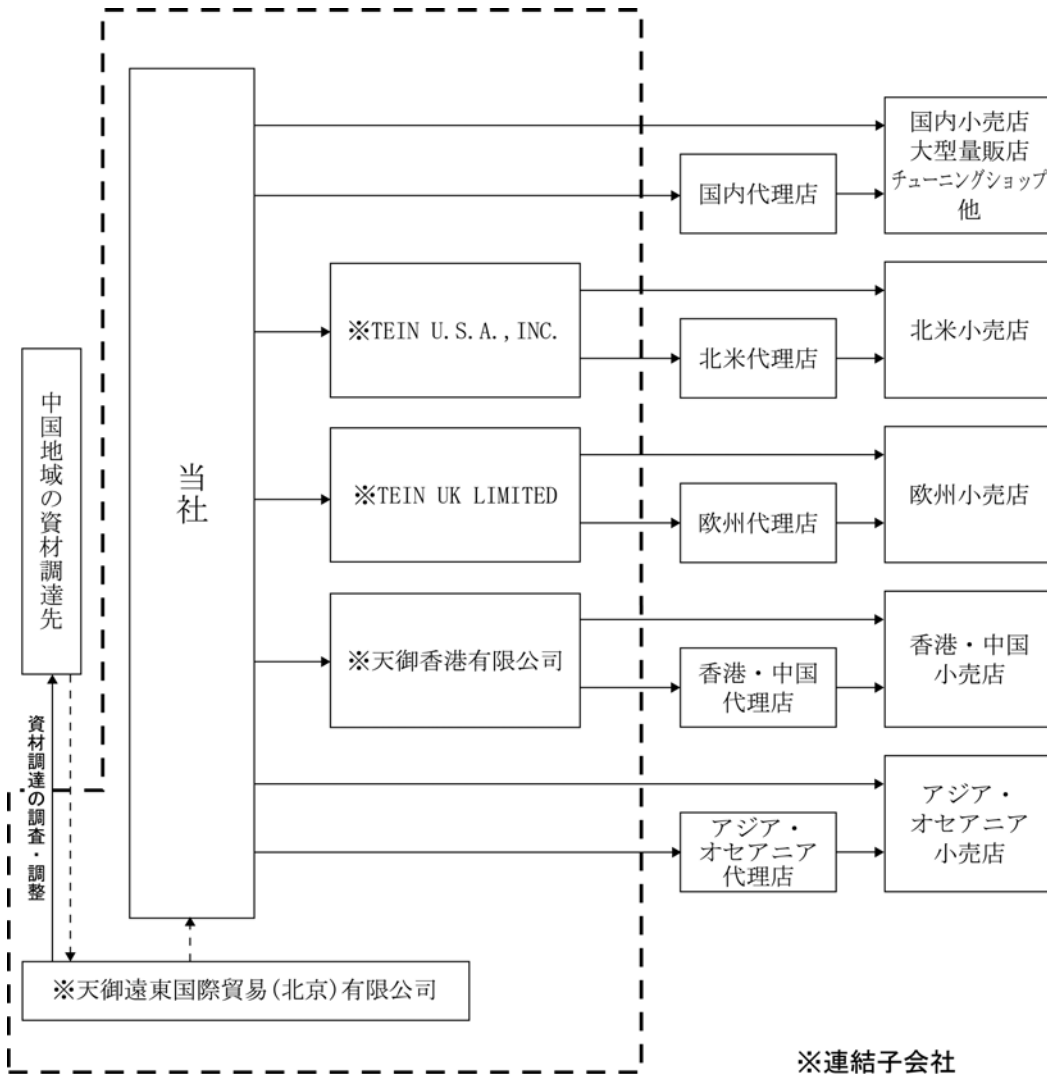 国内小売店
大型量販店
チューニングショップ
他
国内代理店
※TEIN U.S.A.,INC.
北米小売店
北米代理店
中国地域の資材調達先
当社
※TEIN UK LIMITED
欧州小売店
欧州代理店
※天御香港有限公司
香港・中国
小売店
香港・中国
代理店
資材調達の調査・調整
アジア・
オセアニア
小売店
アジア・
オセアニア
代理店
※天御遠東国際貿易(北京)有限公司
※連結子会社